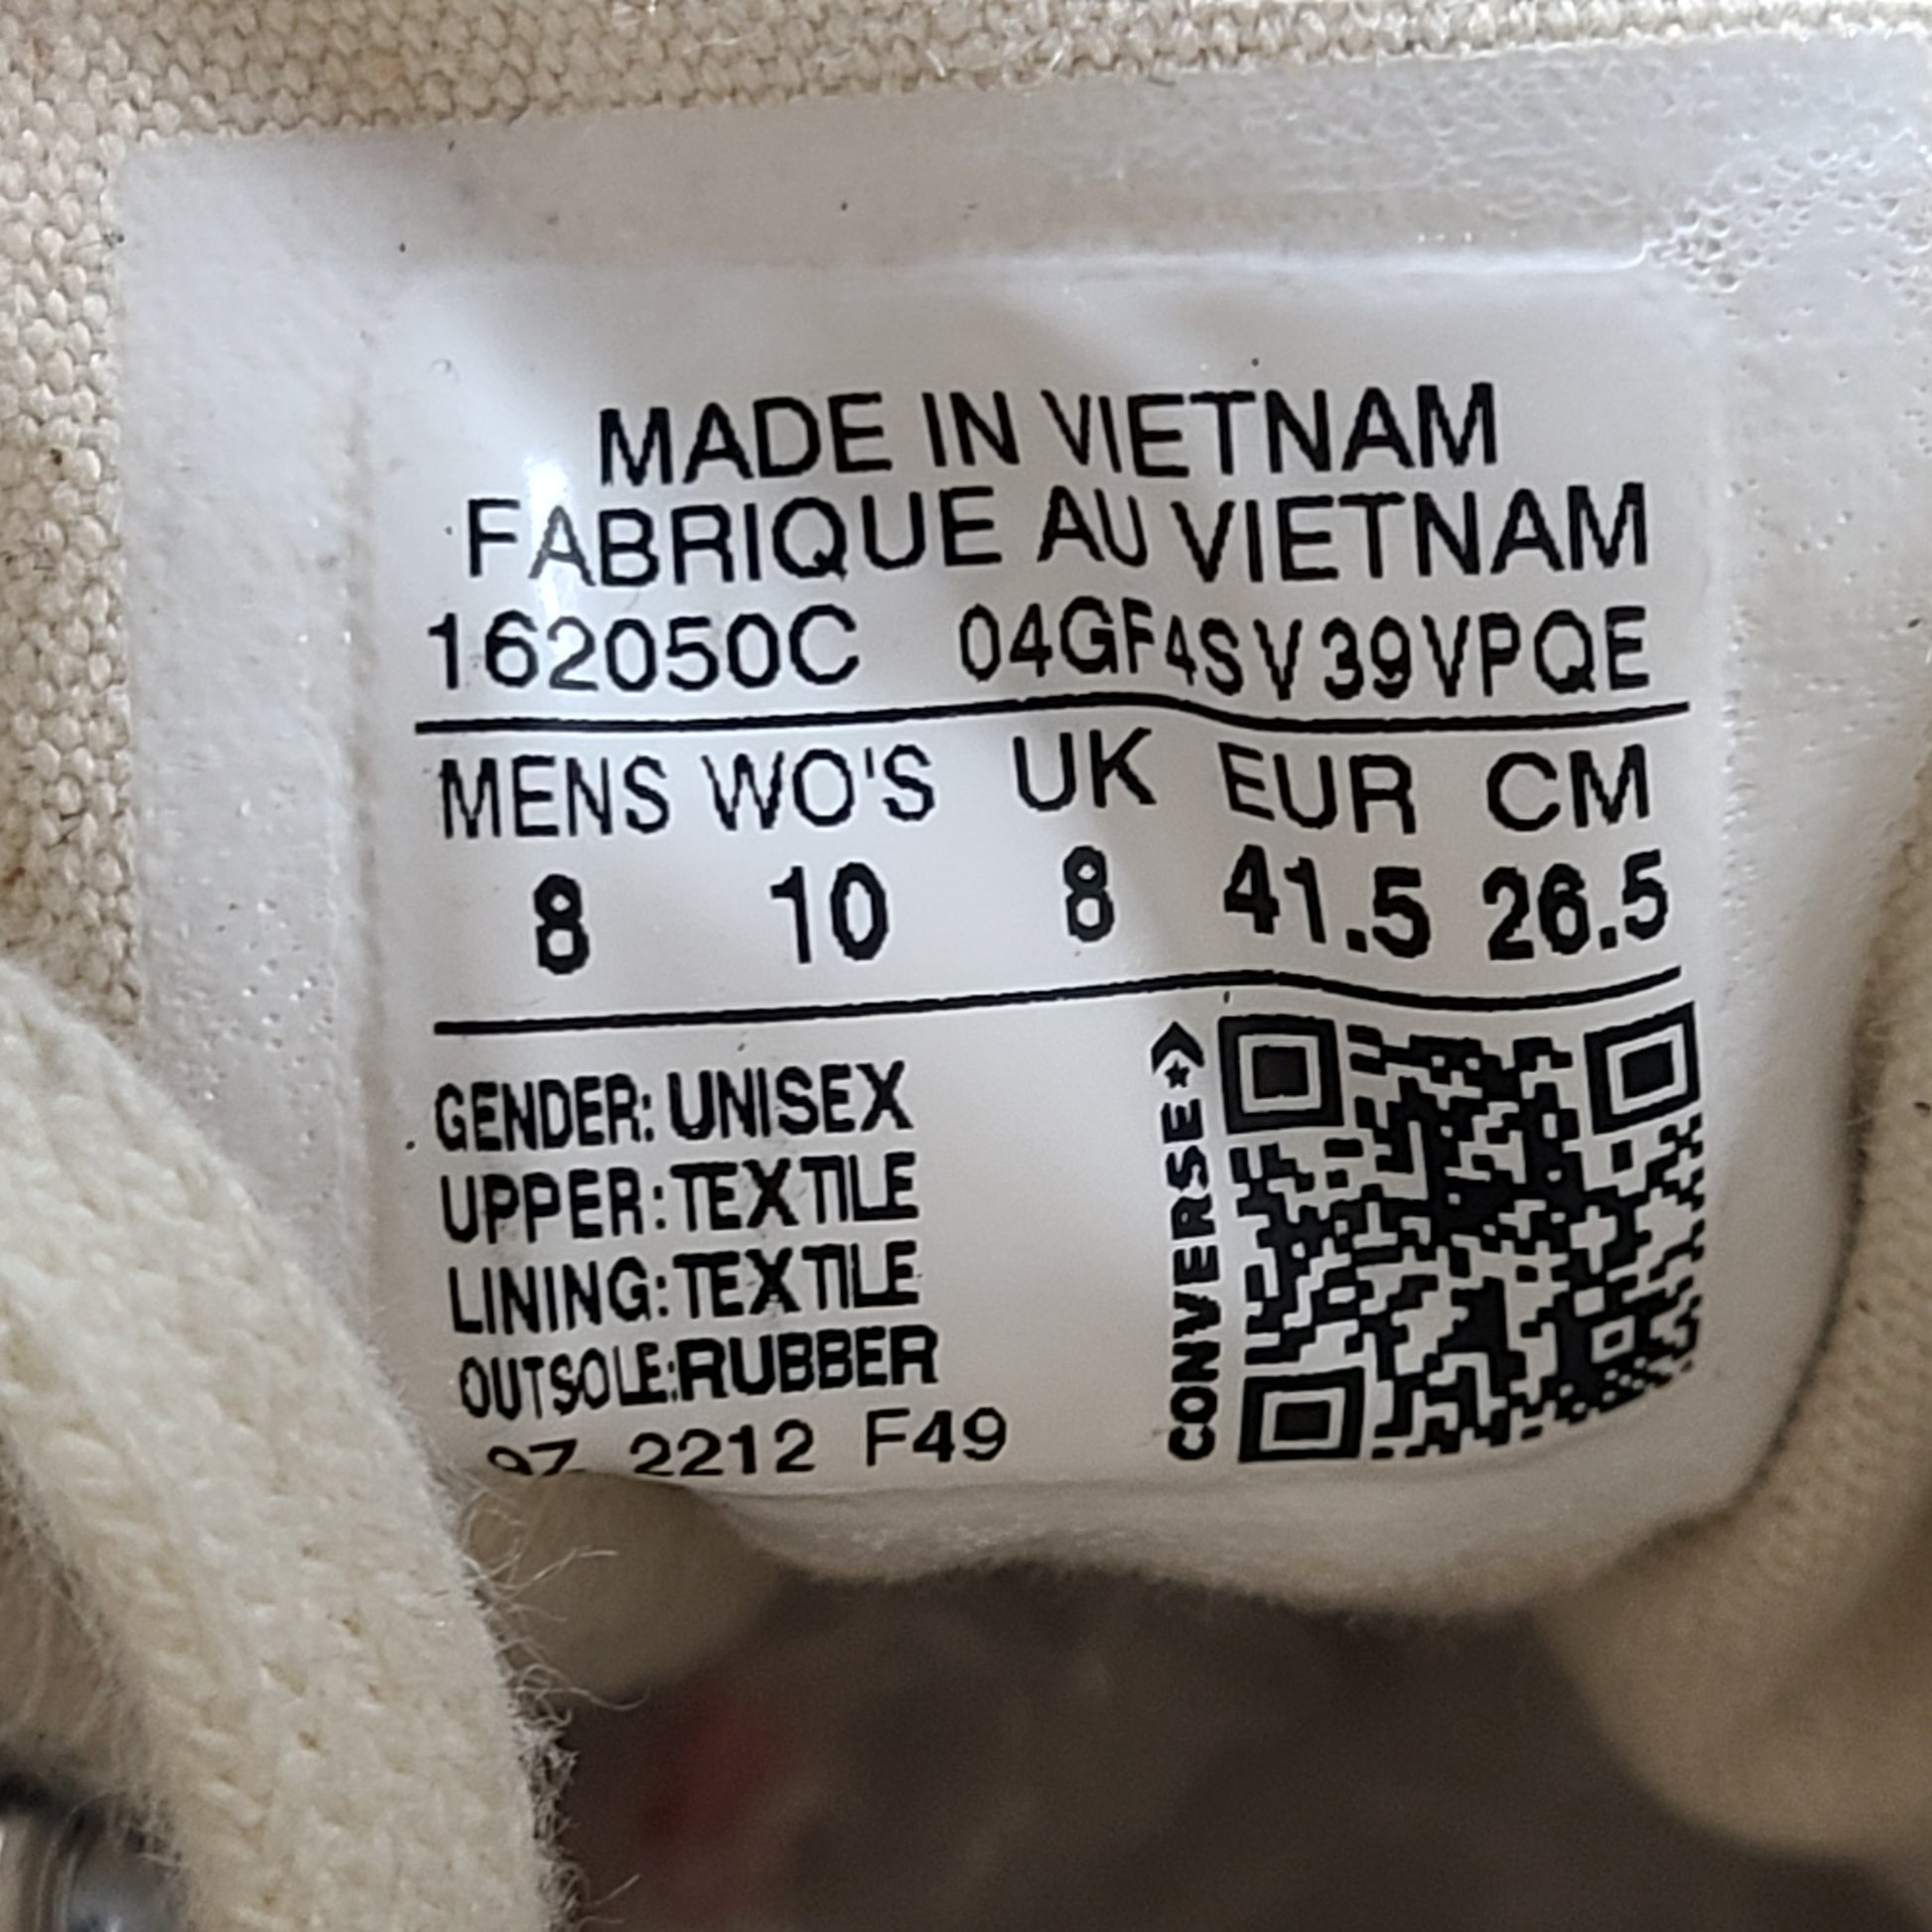 MADE IN VIETNAM
FABRIQUE AU VIETNAM
162050C 04GF4SV39VPQE
MENS WO'S UK EUR CM
8 10 8 41.5 26.5
GENDER: UNISEX
UPPER: TEXTILE
LINING: TEXTILE
OUTSOLE: RUBBER
2212 F49
CONVERSE